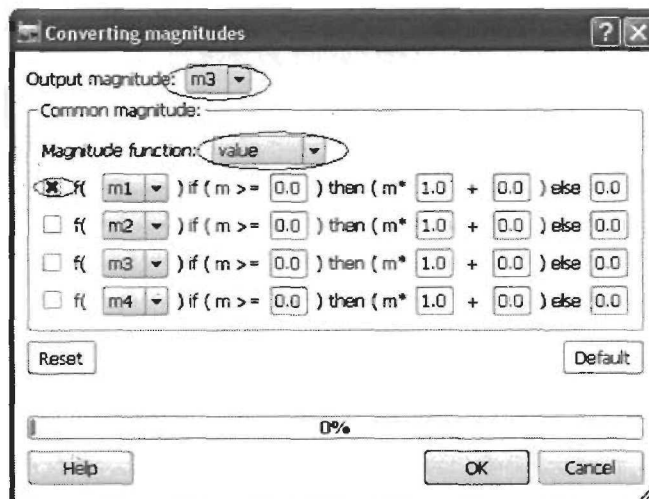 Converting magnitudes
Output magnitude: m3
Common magnitude:
Magnitude function: value
f( m1 ) if ( m >= 0.0 ) then ( m* 1.0 + 0.0 ) else 0.0
f( m2 ) if ( m >= 0.0 ) then ( m* 1.0 + 0.0 ) else 0.0
f( m3 ) if ( m >= 0.0 ) then ( m* 1.0 + 0.0 ) else 0.0
f( m4 ) if ( m >= 0.0 ) then ( m* 1.0 + 0.0 ) else 0.0
Reset Default
0%
Help OK Cancel